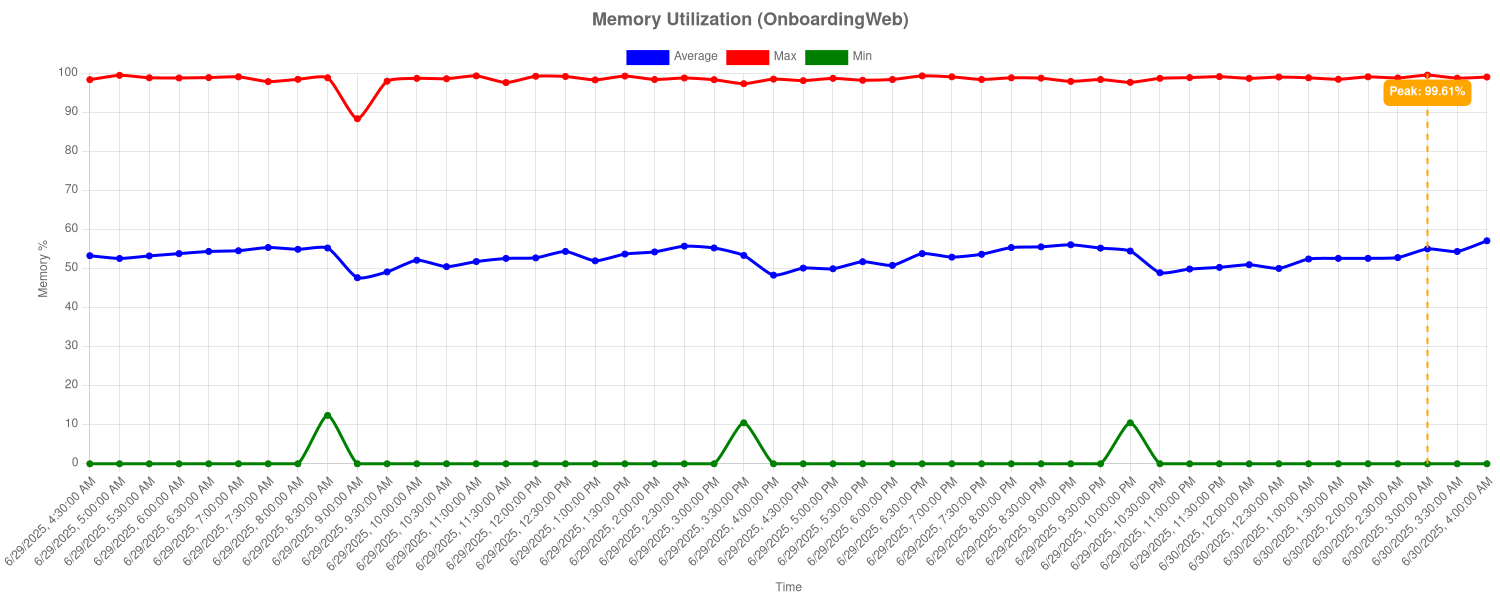 Memory Utilization (OnboardingWeb)
Average Max Min
100
90
80
70
60
50
40
30
20
10
0
Memory %
Peak: 99.61%
6/29/2025, 4:30:00 AM
6/29/2025, 5:00:00 AM
6/29/2025, 5:30:00 AM
6/29/2025, 6:00:00 AM
6/29/2025, 6:30:00 AM
6/29/2025, 7:00:00 AM
6/29/2025, 7:30:00 AM
6/29/2025, 8:00:00 AM
6/29/2025, 8:30:00 AM
6/29/2025, 9:00:00 AM
6/29/2025, 9:30:00 AM
6/29/2025, 10:00:00 AM
6/29/2025, 10:30:00 AM
6/29/2025, 11:00:00 AM
6/29/2025, 11:30:00 AM
6/29/2025, 12:00:00 PM
6/29/2025, 12:30:00 PM
6/29/2025, 1:00:00 PM
6/29/2025, 1:30:00 PM
6/29/2025, 2:00:00 PM
6/29/2025, 2:30:00 PM
6/29/2025, 3:00:00 PM
6/29/2025, 3:30:00 PM
6/29/2025, 4:00:00 PM
6/29/2025, 4:30:00 PM
6/29/2025, 5:00:00 PM
6/29/2025, 5:30:00 PM
6/29/2025, 6:00:00 PM
6/29/2025, 6:30:00 PM
6/29/2025, 7:00:00 PM
6/29/2025, 7:30:00 PM
6/29/2025, 8:00:00 PM
6/29/2025, 8:30:00 PM
6/29/2025, 9:00:00 PM
6/29/2025, 9:30:00 PM
6/29/2025, 10:00:00 PM
6/29/2025, 10:30:00 PM
6/29/2025, 11:00:00 PM
6/29/2025, 11:30:00 PM
6/30/2025, 12:00:00 AM
6/30/2025, 12:30:00 AM
6/30/2025, 1:00:00 AM
6/30/2025, 1:30:00 AM
6/30/2025, 2:00:00 AM
6/30/2025, 2:30:00 AM
6/30/2025, 3:00:00 AM
6/30/2025, 3:30:00 AM
6/30/2025, 4:00:00 AM
Time